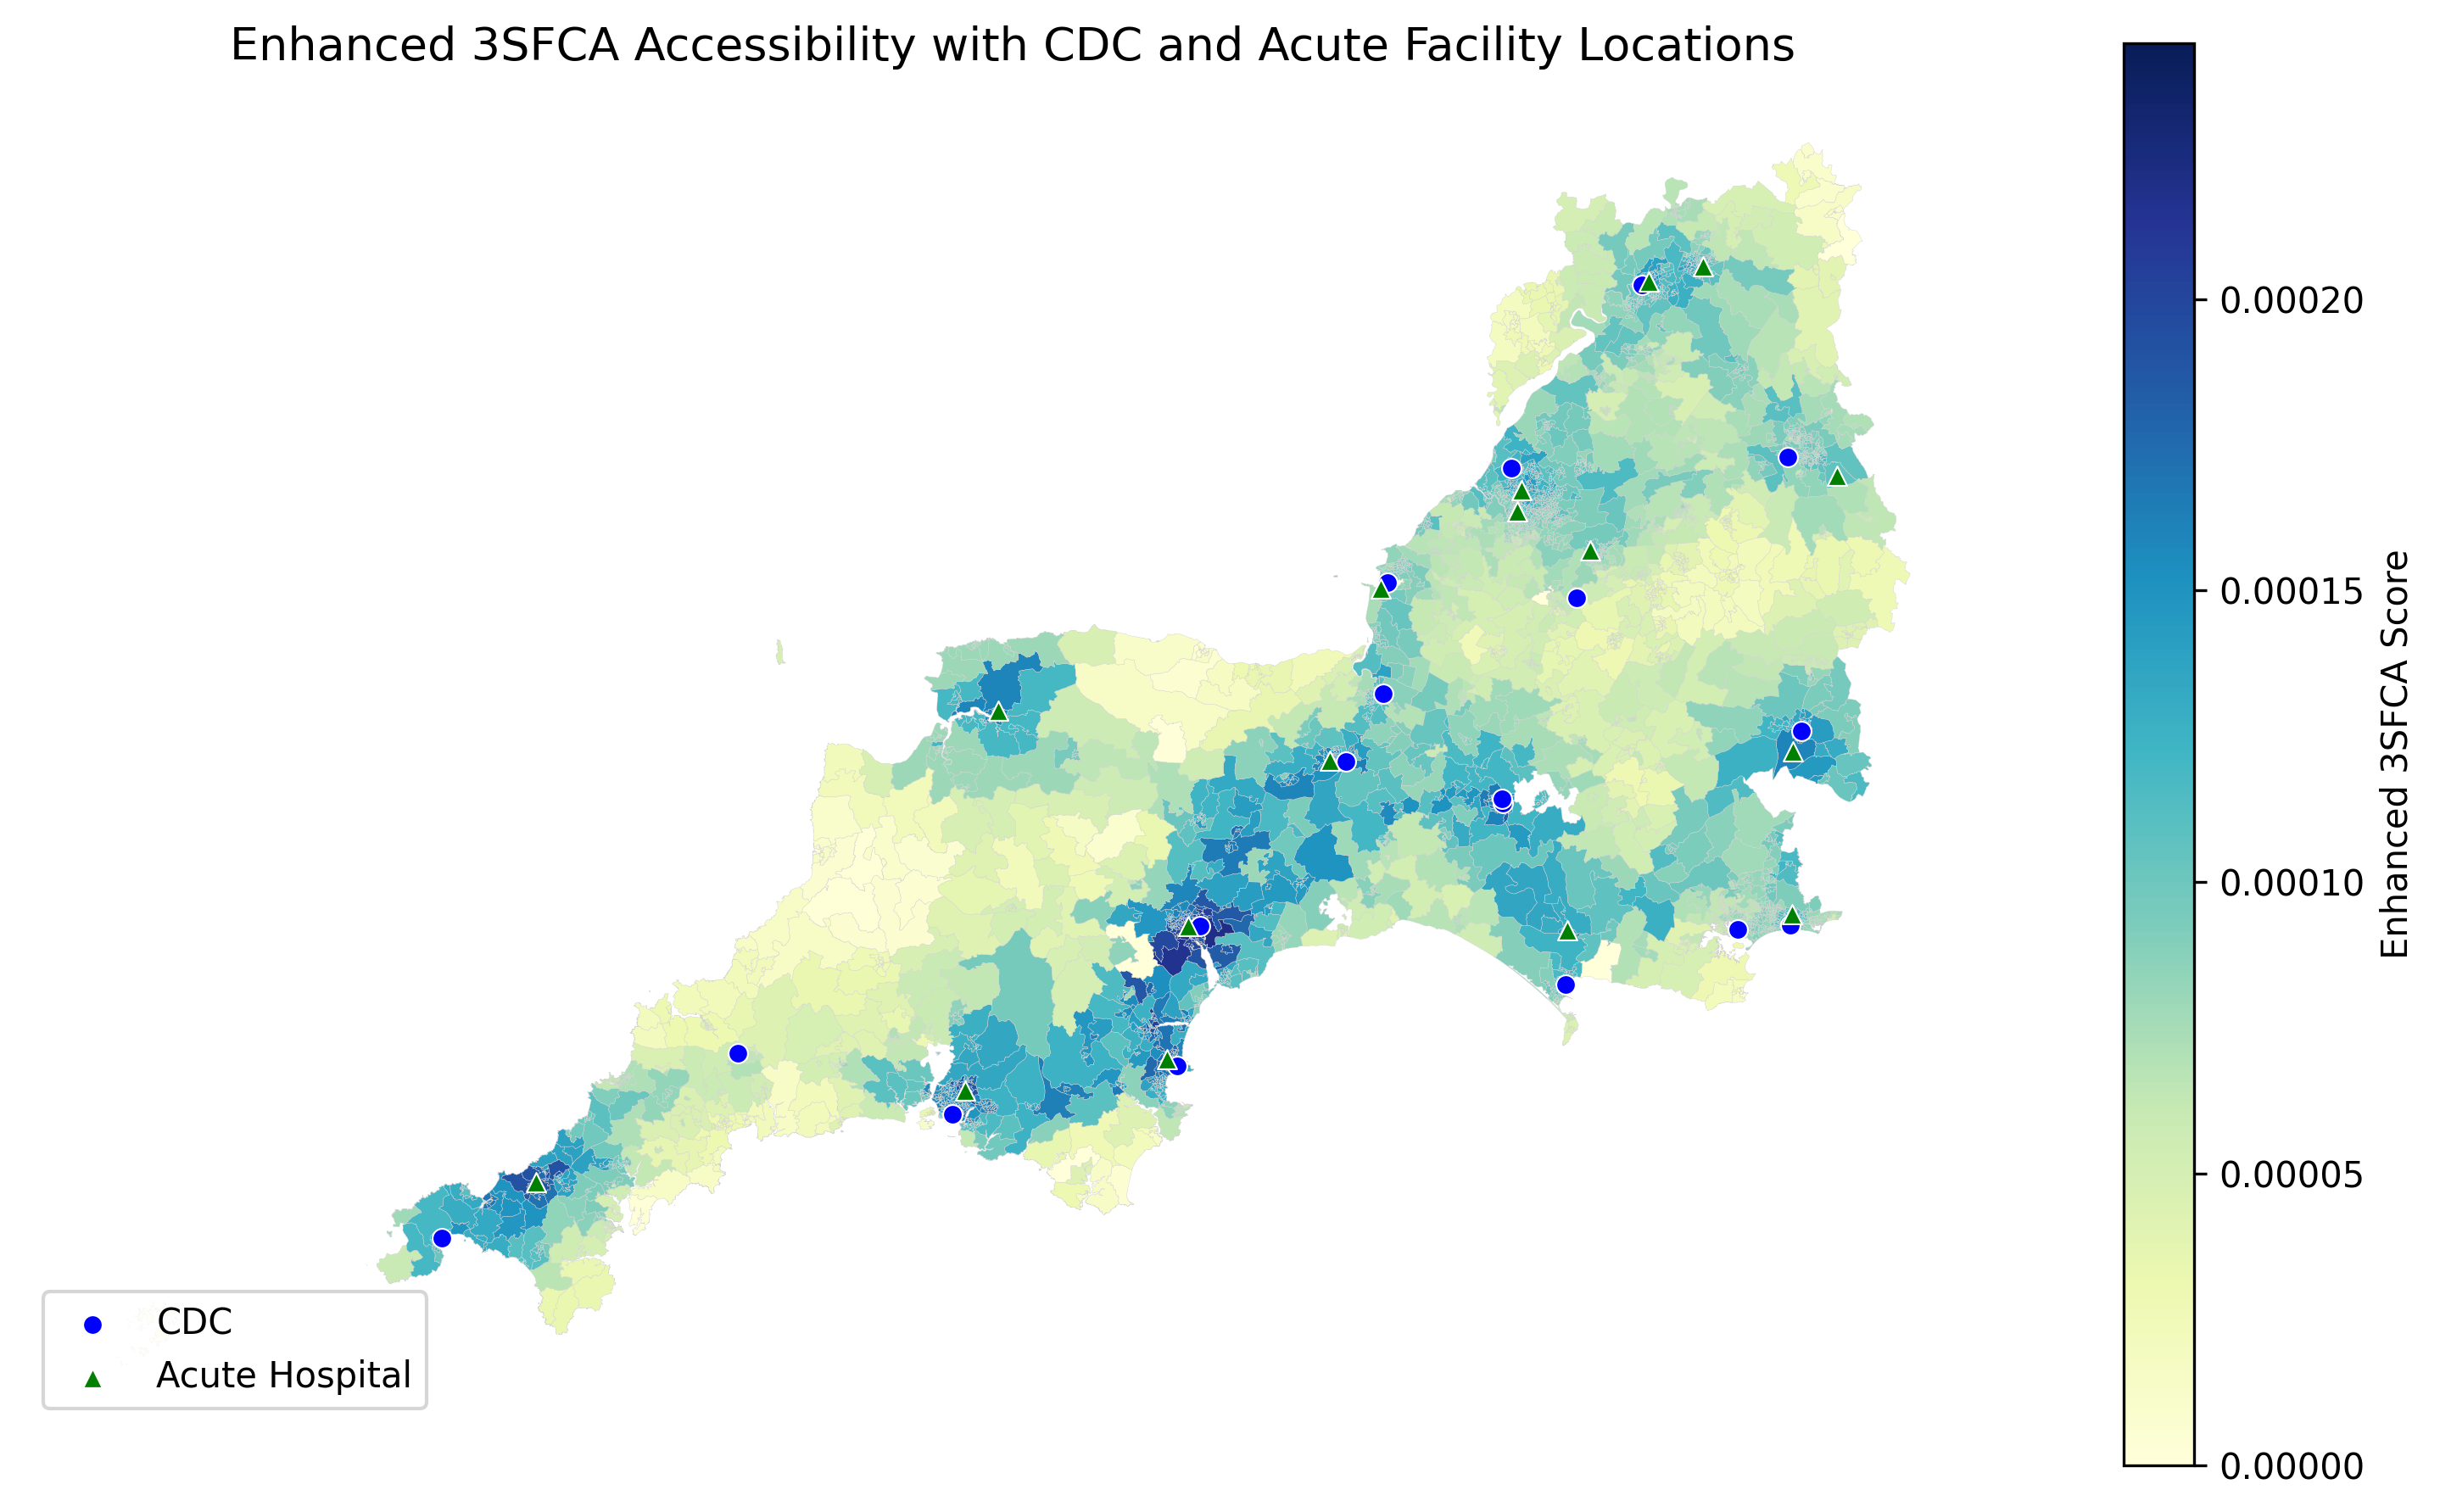 Enhanced 3SFCA Accessibility with CDC and Acute Facility Locations
0.00020
0.00015
0.00010
0.00005
0.00000
Enhanced 3SFCA Score
CDC
Acute Hospital